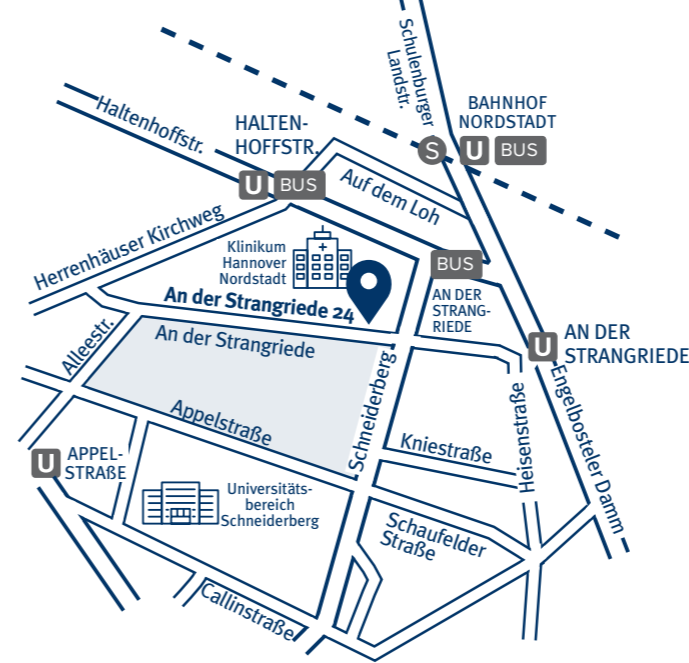 Schulenburger
Landstr.
BAHNHOF
NORDSTADT
S
U
BUS
Haltenhoffstr.
HALTEN-
HOFFSTR.
U
BUS
Auf dem Loh
Herrenhäuser Kirchweg
Klinikum
Hannover
Nordstadt
BUS
AN DER
STRANG-
RIEDE
An der Strangriede 24
An der Strangriede
U
AN DER
STRANGRIEDE
Alleestr.
Schneiderberg
Heisenstraße
Engelbosteler Damm
Appelstraße
Kniestraße
U
APPEL-
STRAßE
Universitäts-
bereich
Schneiderberg
Schaufelder
Straße
Callinstraße